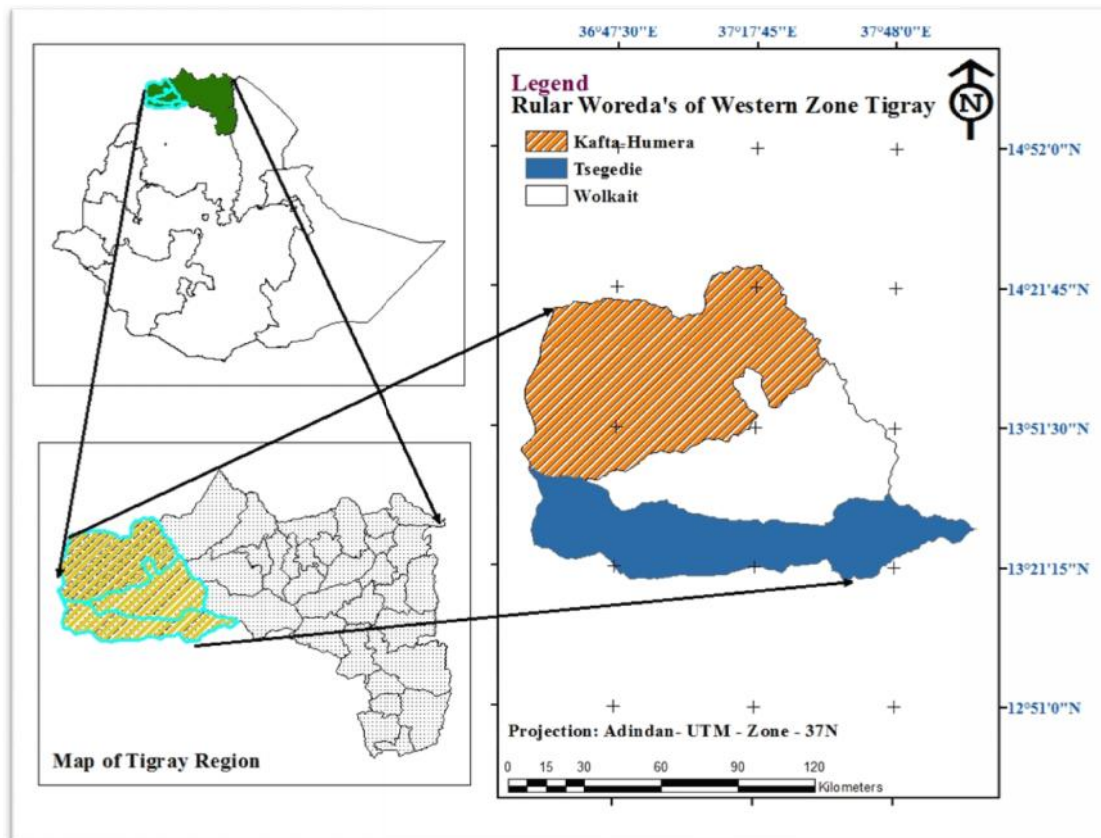 36°47'30"E 37°17'45"E 37°48'0"E
Legend
Rular Woreda's of Western Zone Tigray
N
Kafta-Humera
Tsegedie
Wolkait
14°52'0"N
14°21'45"N
13°51'30"N
13°21'15"N
12°51'0"N
Projection: Adindan- UTM - Zone - 37N
0 15 30 60 90 120
Kilometers
Map of Tigray Region